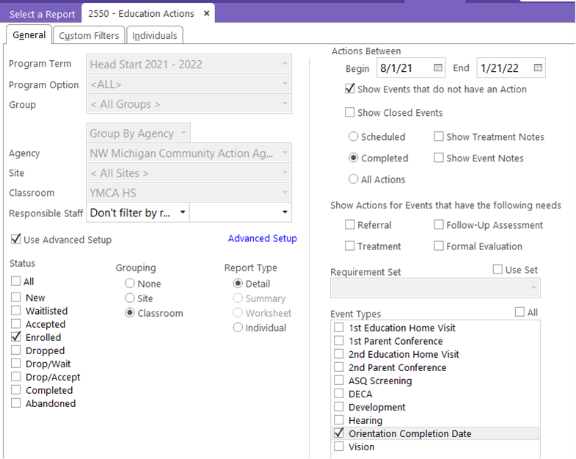 Select a Report
2550 - Education Actions ×
General
Custom Filters
Individuals
Program Term
Head Start 2021 - 2022
Program Option
<ALL>
Group
< All Groups >
Group By Agency
Agency
NW Michigan Community Action Ag...
Site
< All Sites >
Classroom
YMCA HS
Responsible Staff
Don't filter by r...
Use Advanced Setup
Advanced Setup
Status
All
New
Waitlisted
Accepted
Enrolled
Dropped
Drop/Wait
Drop/Accept
Completed
Abandoned
Grouping
None
Site
Classroom
Report Type
Detail
Summary
Worksheet
Individual
Actions Between
Begin 8/1/21 End 1/21/22
Show Events that do not have an Action
Show Closed Events
Scheduled
Show Treatment Notes
Completed
Show Event Notes
All Actions
Show Actions for Events that have the following needs
Referral
Follow-Up Assessment
Treatment
Formal Evaluation
Requirement Set
Use Set
Event Types
All
1st Education Home Visit
1st Parent Conference
2nd Education Home Visit
2nd Parent Conference
ASQ Screening
DECA
Development
Hearing
Orientation Completion Date
Vision